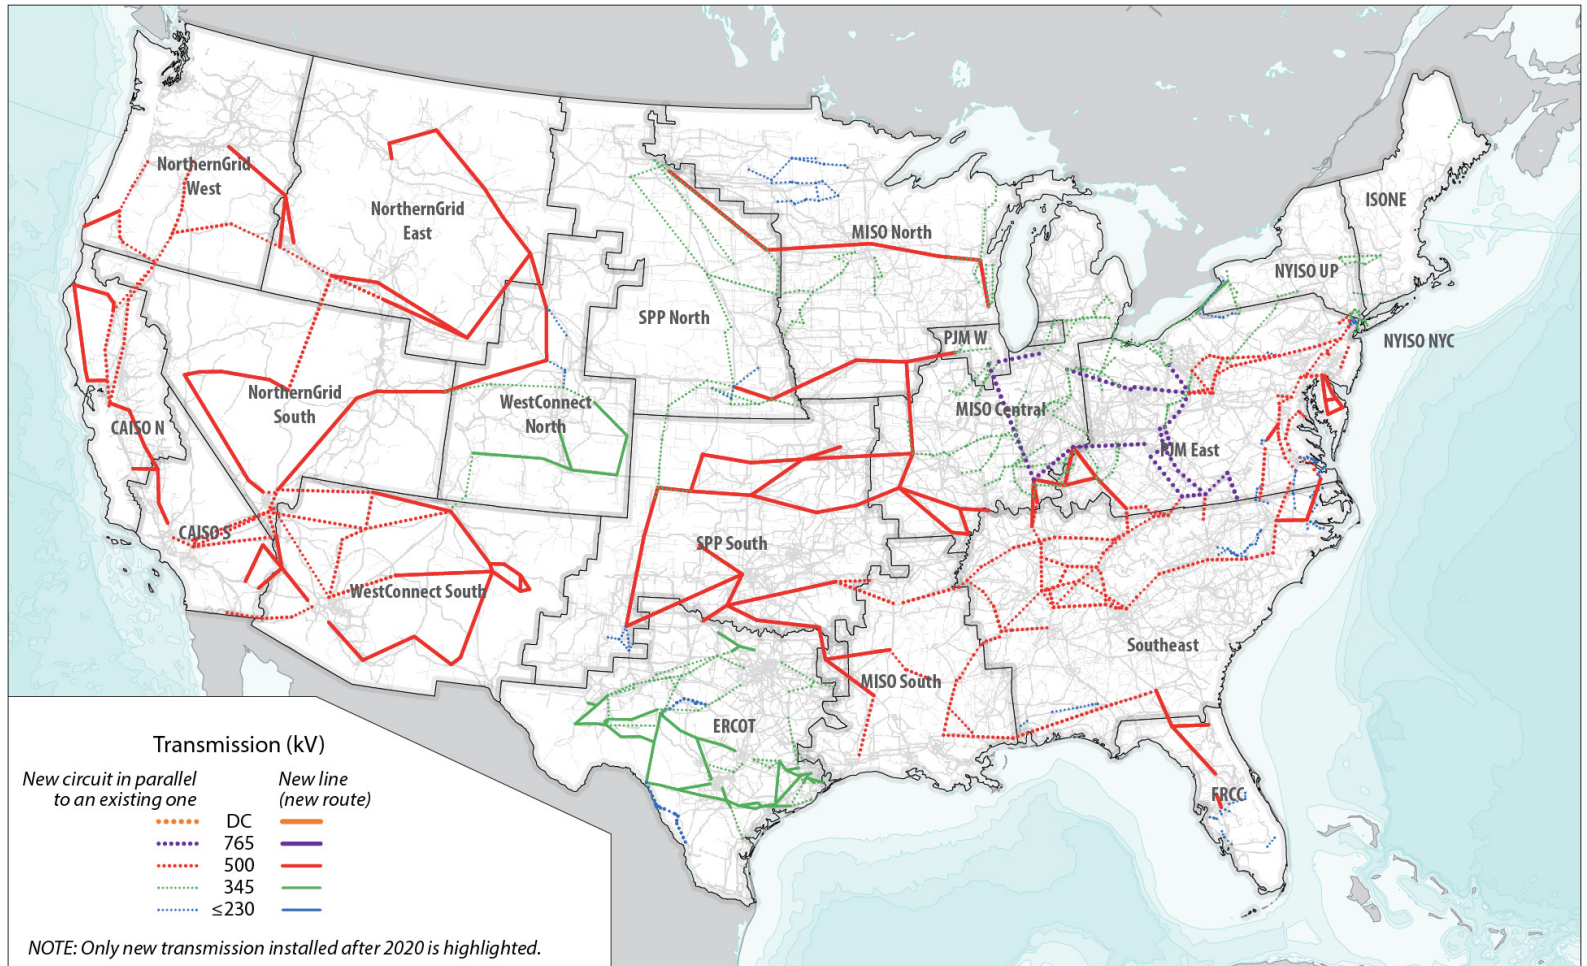 NorthernGrid
West
NorthernGrid
East
MISO North
ISONE
NYISO UP
SPP North
PJM W
NYISO NYC
NorthernGrid
South
WestConnect
North
MISO Central
CAISO N
PJM East
CAISO S
SPP South
WestConnect South
Southeast
MISO South
ERCOT
FRCC
Transmission (kV)
New circuit in parallel
to an existing one
New line
(new route)
DC
765
500
345
≤230
NOTE: Only new transmission installed after 2020 is highlighted.